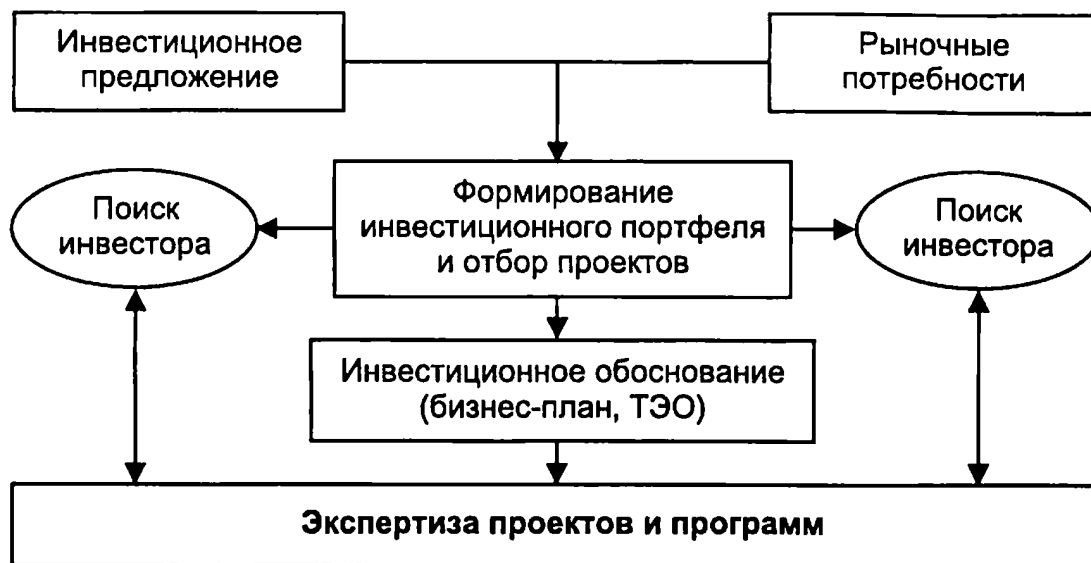 Инвестиционное
предложение
Рыночные
потребности
Поиск
инвестора
Формирование
инвестиционного портфеля
и отбор проектов
Поиск
инвестора
Инвестиционное обоснование
(бизнес-план, ТЭО)
Экспертиза проектов и программ